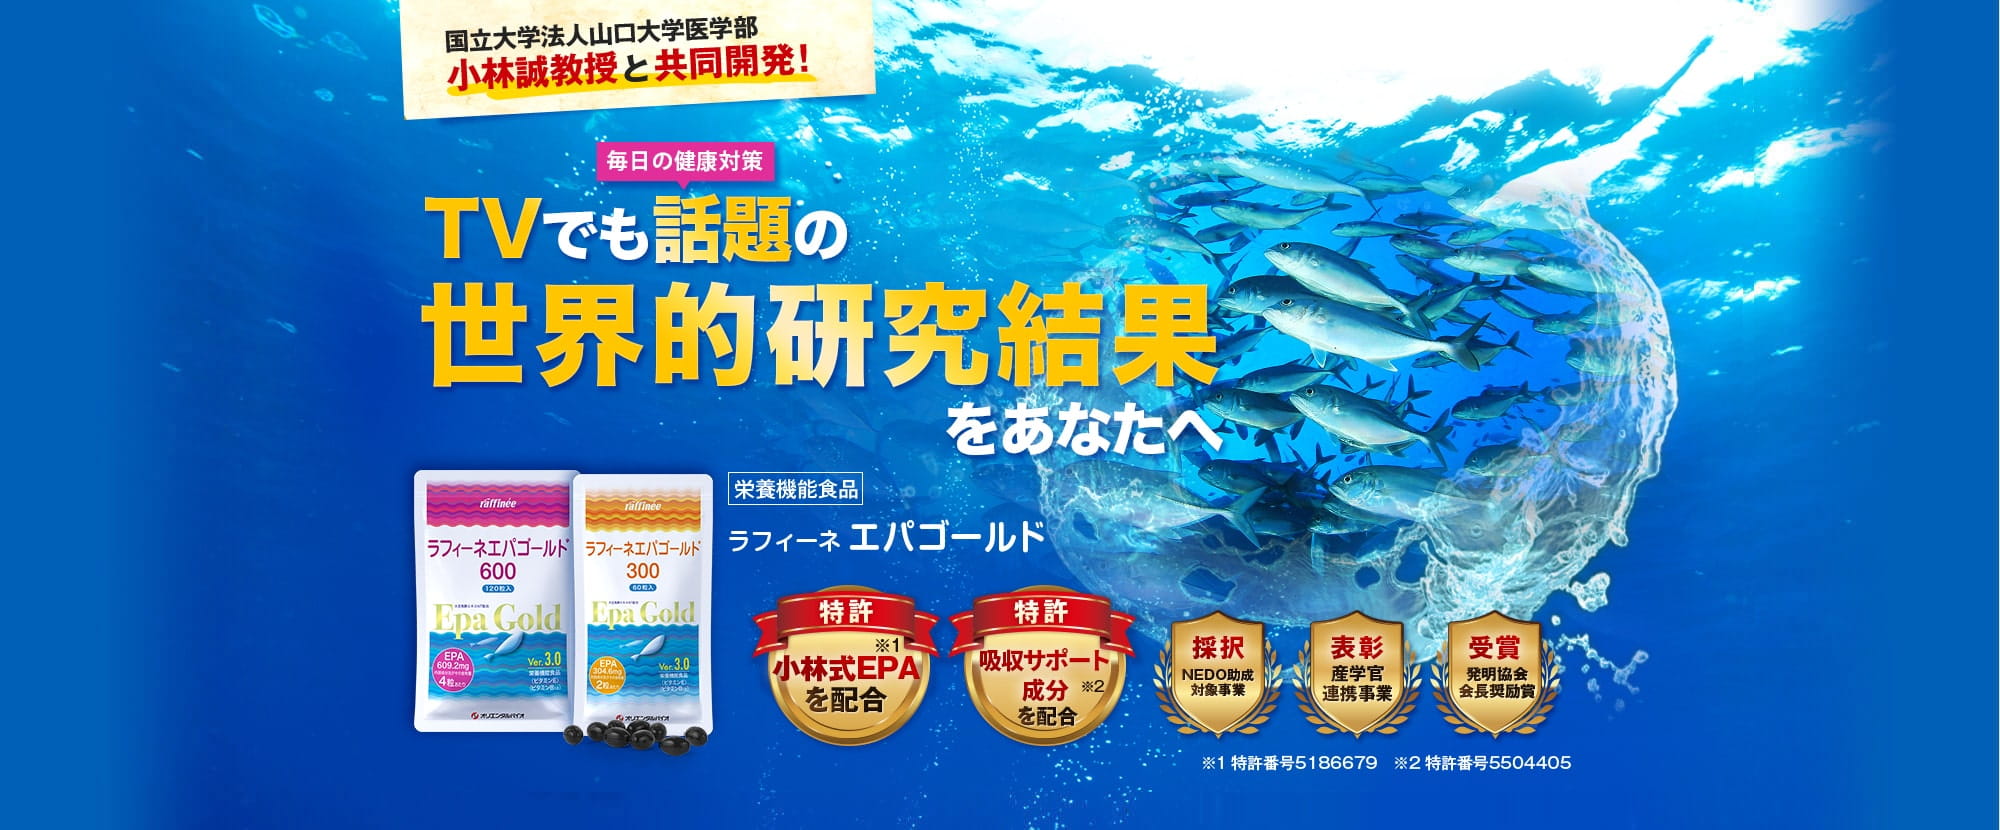 国立大学法人山口大学医学部
小林誠教授と共同開発!
毎日の健康対策
TVでも話題の
世界的研究結果
をあなたへ
栄養機能食品
ラフィーネ エパゴールド
raffinée
ラフィーネエパゴールド
600
120粒入
Epa Gold
EPA
609.2mg
4粒あたり
Ver.3.0
栄養機能食品
(ビタミンE)
オリエンタルバイオ
raffinée
ラフィーネエパゴールド
300
60粒入
Epa Gold
EPA
304.6mg
2粒あたり
Ver.3.0
栄養機能食品
(ビタミンE)
オリエンタルバイオ
特許
※1
小林式EPA
を配合
特許
吸収サポート
成分 ※2
を配合
採択
NEDO助成
対象事業
表彰
産学官
連携事業
受賞
発明協会
会長奨励賞
※1 特許番号5186679 ※2 特許番号5504405